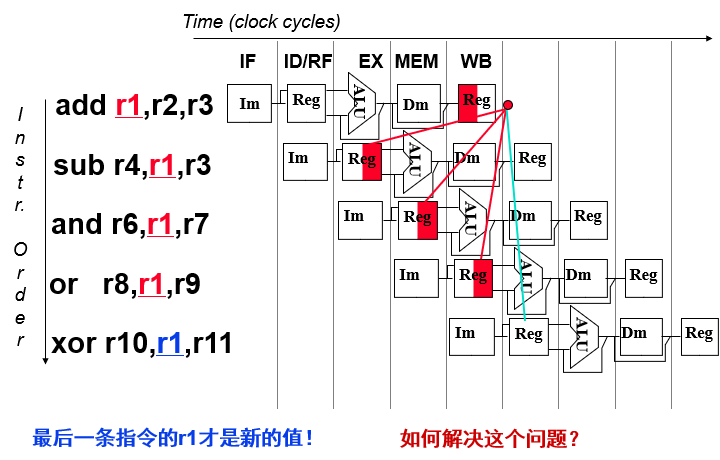 Time (clock cycles)
IF ID/RF EX MEM WB
Instr. Order
add r1,r2,r3
Im Reg ALU Dm Reg
sub r4,r1,r3
Im Reg ALU Dm Reg
and r6,r1,r7
Im Reg ALU Dm Reg
or r8,r1,r9
Im Reg ALU Dm Reg
xor r10,r1,r11
Im Reg ALU Dm Reg
最后一条指令的r1才是新的值！
如何解决这个问题？